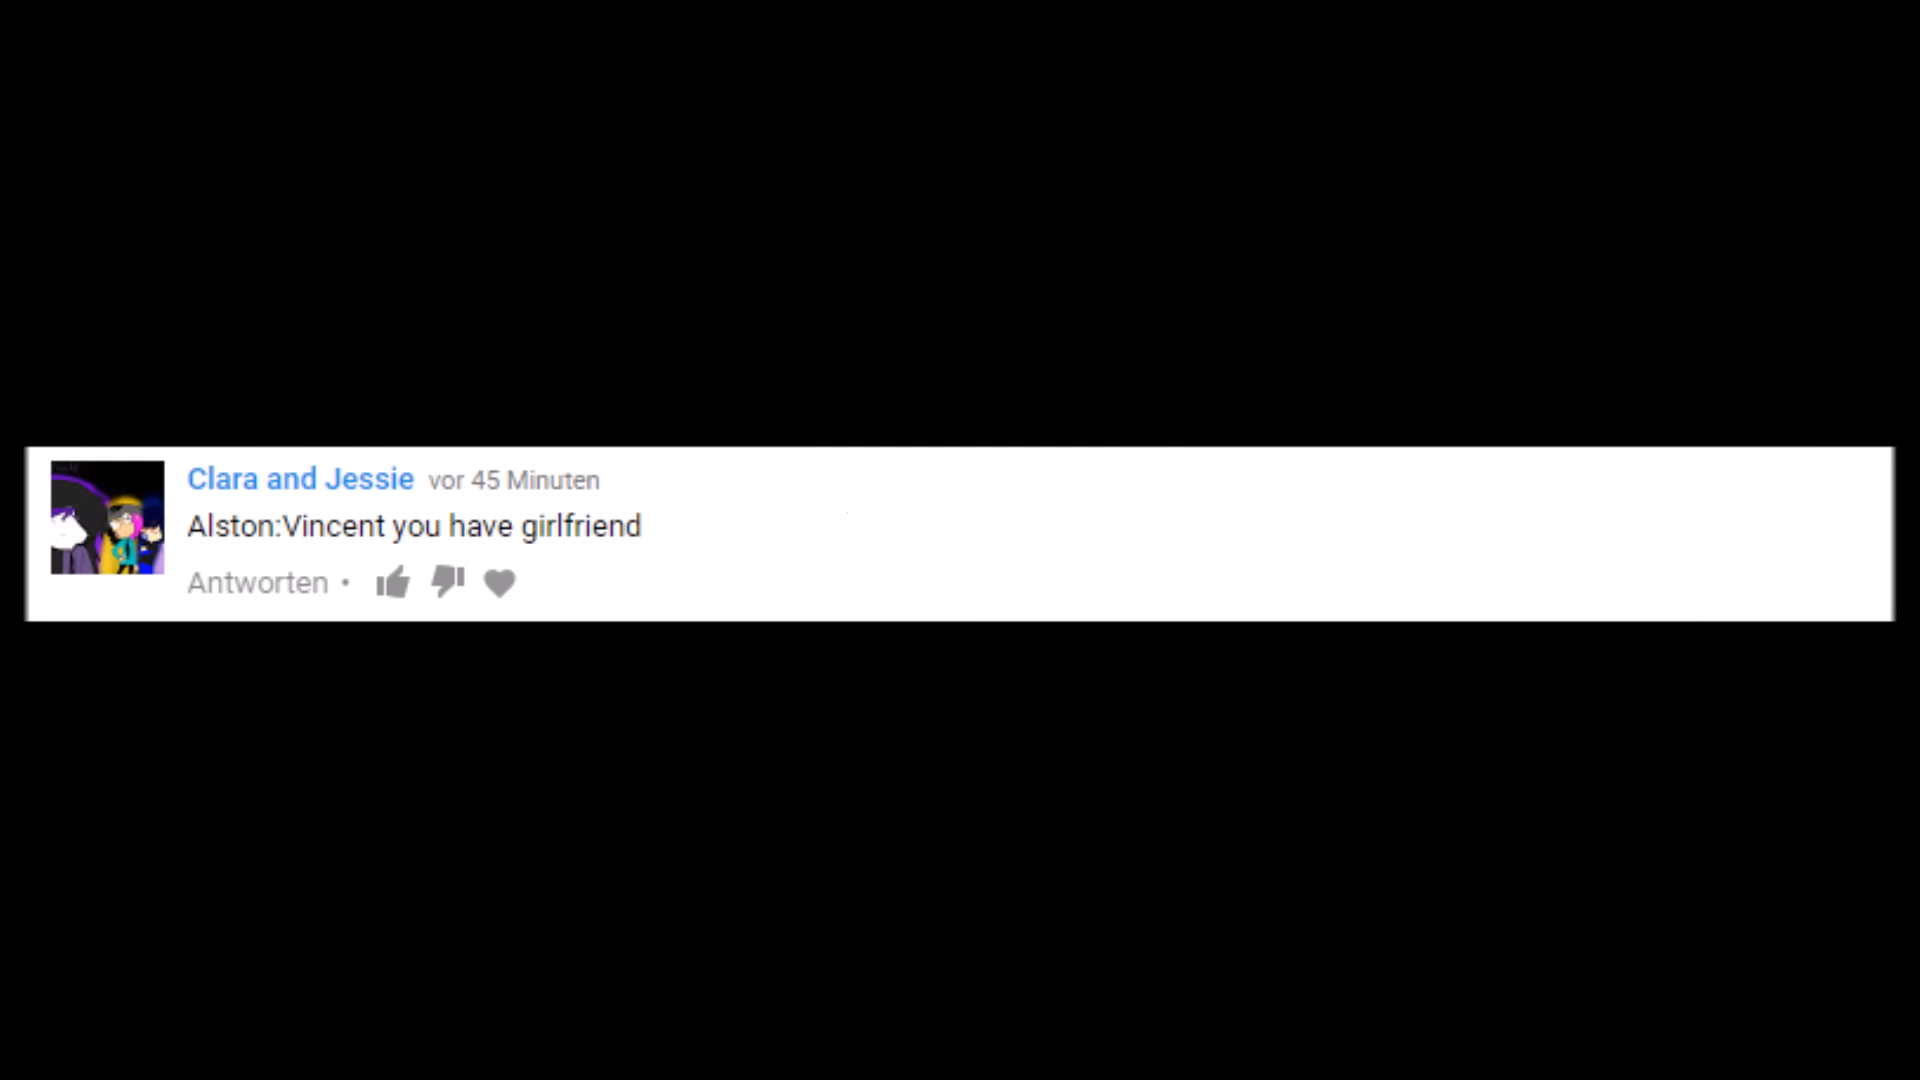 Clara and Jessie vor 45 Minuten
Alston:Vincent you have girlfriend
Antworten •